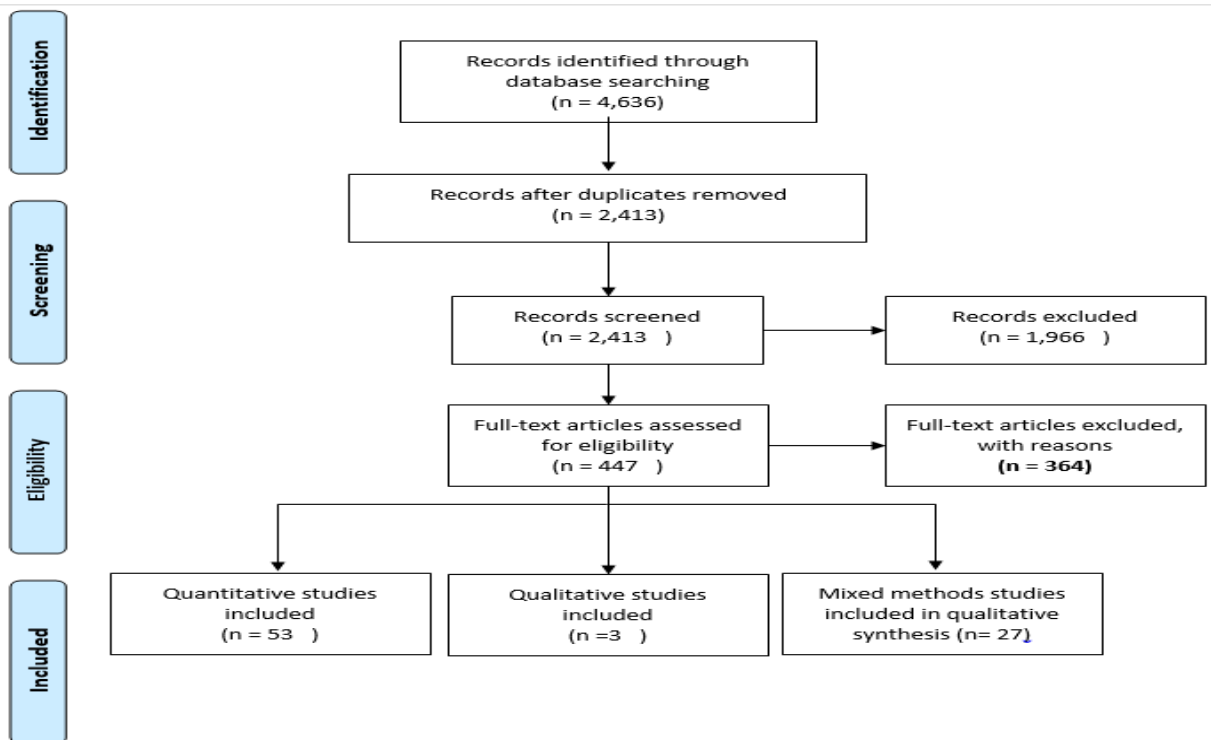 Identification
Records identified through
database searching
(n = 4,636)
Records after duplicates removed
(n = 2,413)
Screening
Records screened
(n = 2,413   )
Records excluded
(n = 1,966   )
Eligibility
Full-text articles assessed
for eligibility
(n = 447   )
Full-text articles excluded,
with reasons
(n = 364)
Included
Quantitative studies
included
(n = 53   )
Qualitative studies
included
(n =3   )
Mixed methods studies
included in qualitative
synthesis (n= 27)